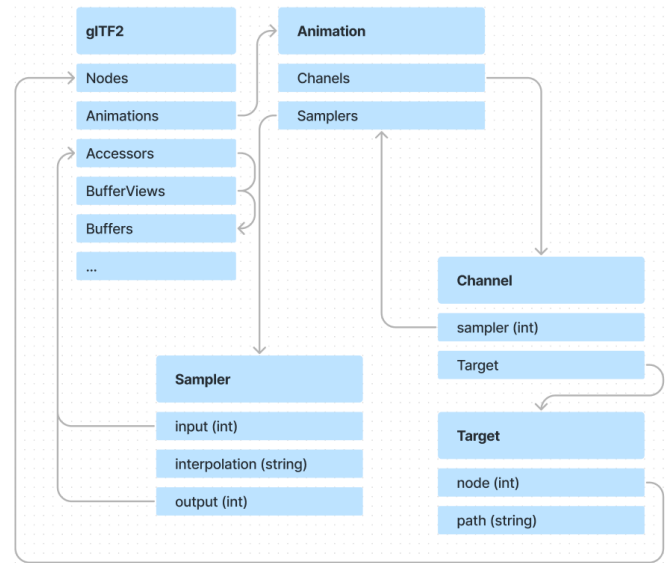 glTF2
Nodes
Animations
Accessors
BufferViews
Buffers
...
Animation
Chanels
Samplers
Channel
sampler (int)
Target
Sampler
input (int)
interpolation (string)
output (int)
Target
node (int)
path (string)